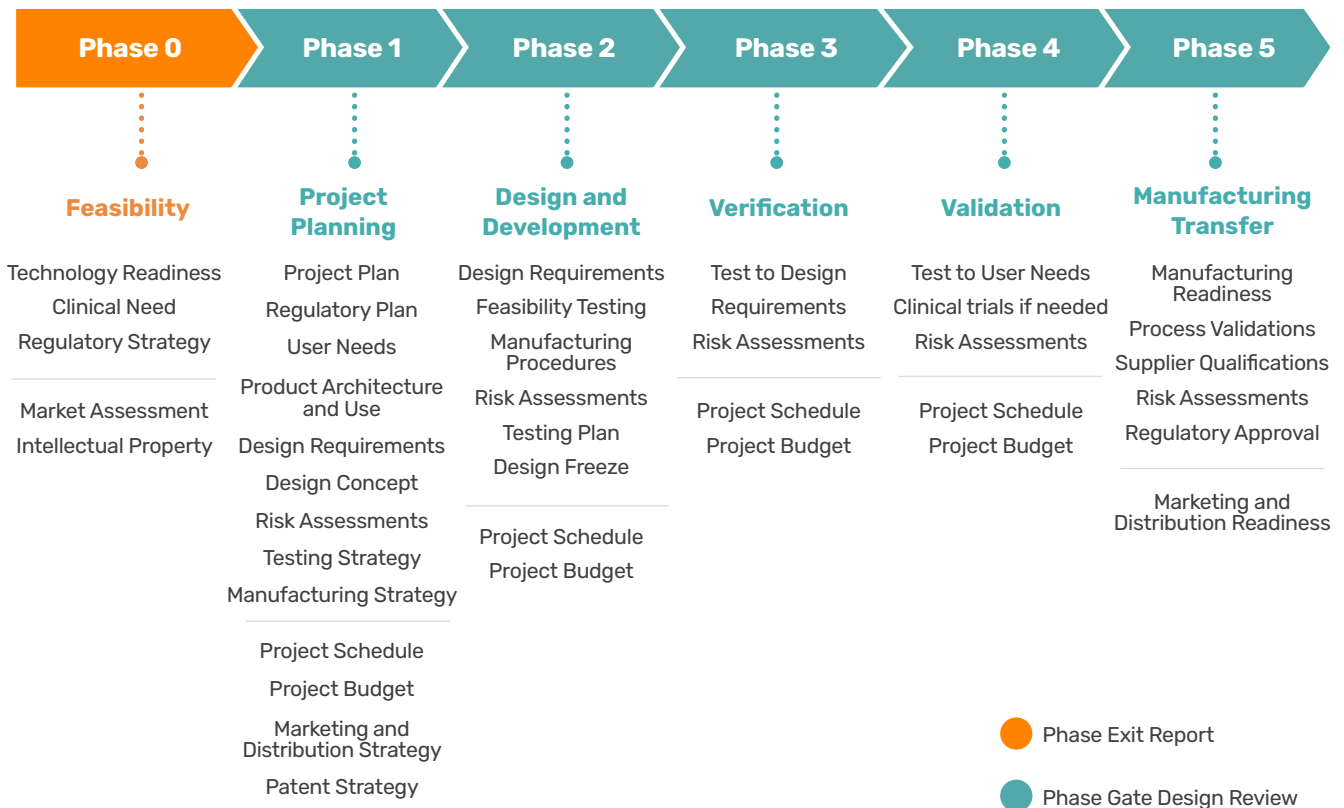 Phase 0
Phase 1
Phase 2
Phase 3
Phase 4
Phase 5
Feasibility
Technology Readiness
Clinical Need
Regulatory Strategy
Market Assessment
Intellectual Property
Project
Planning
Project Plan
Regulatory Plan
User Needs
Product Architecture
and Use
Design Requirements
Design Concept
Risk Assessments
Testing Strategy
Manufacturing Strategy
Project Schedule
Project Budget
Marketing and
Distribution Strategy
Patent Strategy
Design and
Development
Design Requirements
Feasibility Testing
Manufacturing
Procedures
Risk Assessments
Testing Plan
Design Freeze
Project Schedule
Project Budget
Verification
Test to Design
Requirements
Risk Assessments
Project Schedule
Project Budget
Validation
Test to User Needs
Clinical trials if needed
Risk Assessments
Project Schedule
Project Budget
Manufacturing
Transfer
Manufacturing
Readiness
Process Validations
Supplier Qualifications
Risk Assessments
Regulatory Approval
Marketing and
Distribution Readiness
Phase Exit Report
Phase Gate Design Review